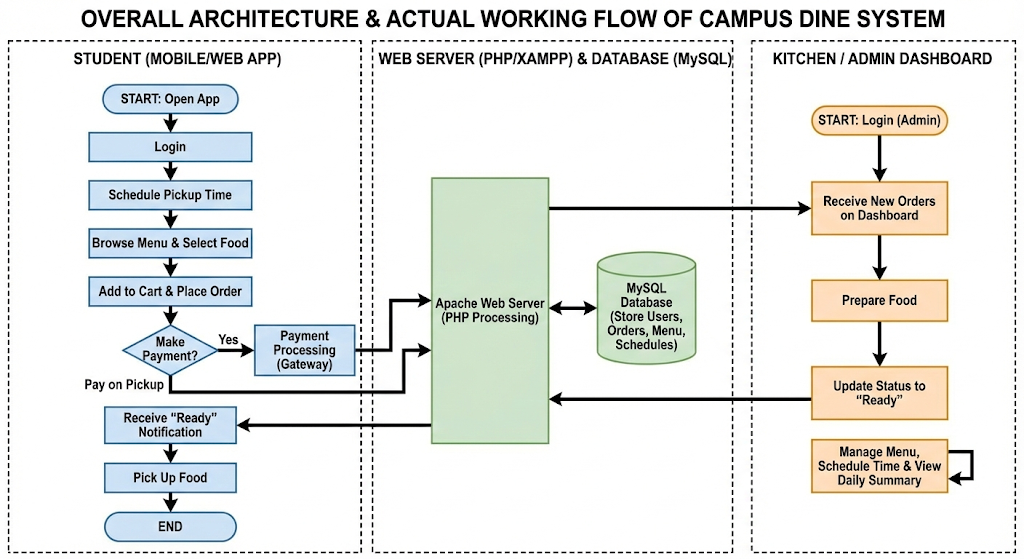 OVERALL ARCHITECTURE & ACTUAL WORKING FLOW OF CAMPUS DINE SYSTEM
STUDENT (MOBILE/WEB APP)
START: Open App
Login
Schedule Pickup Time
Browse Menu & Select Food
Add to Cart & Place Order
Make
Payment?
Yes
Payment
Processing
(Gateway)
Pay on Pickup
Receive “Ready”
Notification
Pick Up Food
END
WEB SERVER (PHP/XAMPP) & DATABASE (MySQL)
Apache Web Server
(PHP Processing)
MySQL
Database
(Store Users,
Orders, Menu,
Schedules)
KITCHEN / ADMIN DASHBOARD
START: Login (Admin)
Receive New Orders
on Dashboard
Prepare Food
Update Status to
“Ready”
Manage Menu,
Schedule Time & View
Daily Summary